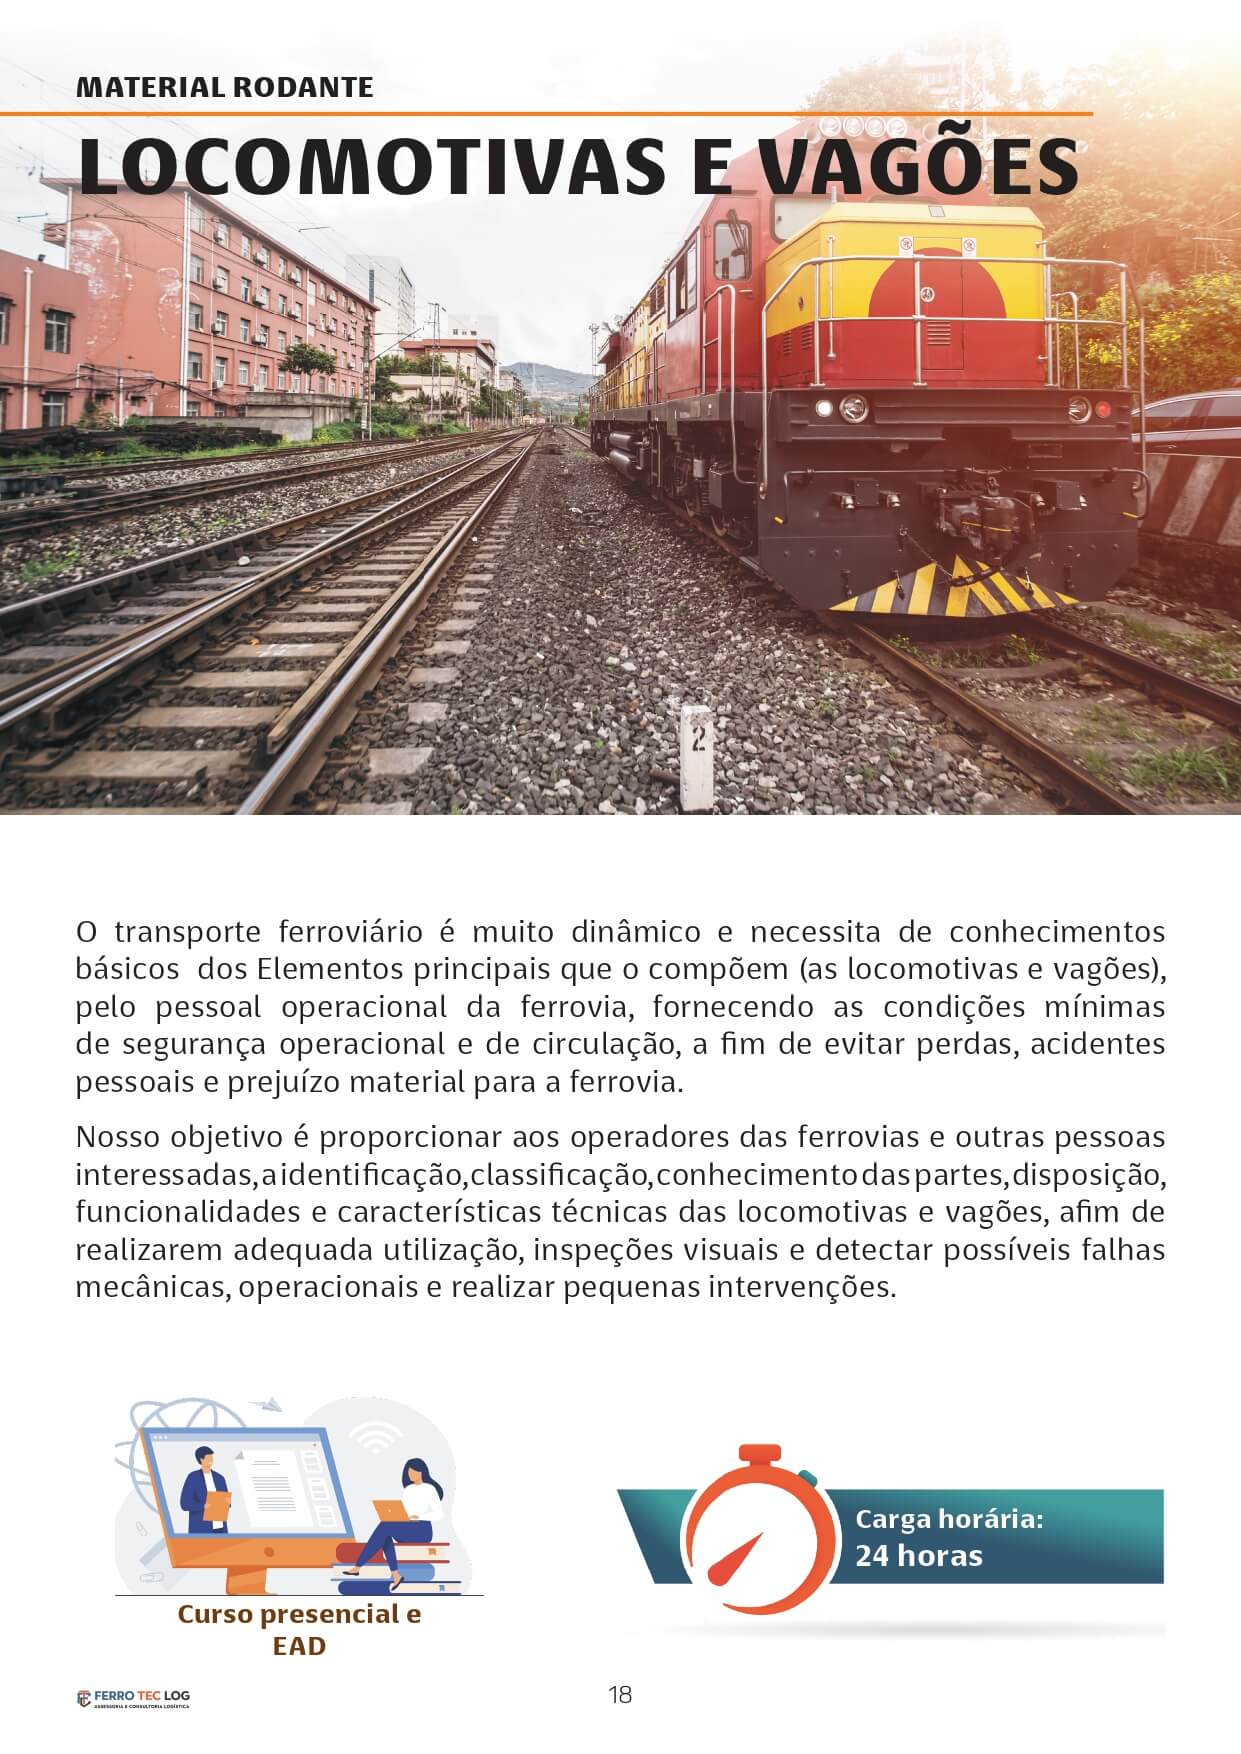 MATERIAL RODANTE
LOCOMOTIVAS E VAGÕES
2
O transporte ferroviário é muito dinâmico e necessita de conhecimentos
básicos dos Elementos principais que o compõem (as locomotivas e vagões),
pelo pessoal operacional da ferrovia, fornecendo as condições mínimas
de segurança operacional e de circulação, a fim de evitar perdas, acidentes
pessoais e prejuízo material para a ferrovia.
Nosso objetivo é proporcionar aos operadores das ferrovias e outras pessoas
interessadas, a identificação, classificação, conhecimento das partes, disposição,
funcionalidades e características técnicas das locomotivas e vagões, afim de
realizarem adequada utilização, inspeções visuais e detectar possíveis falhas
mecânicas, operacionais e realizar pequenas intervenções.
Carga horária:
24 horas
Curso presencial e
EAD
FERRO TEC LOG
ASSESSORIA E CONSULTORIA LOGÍSTICA
18